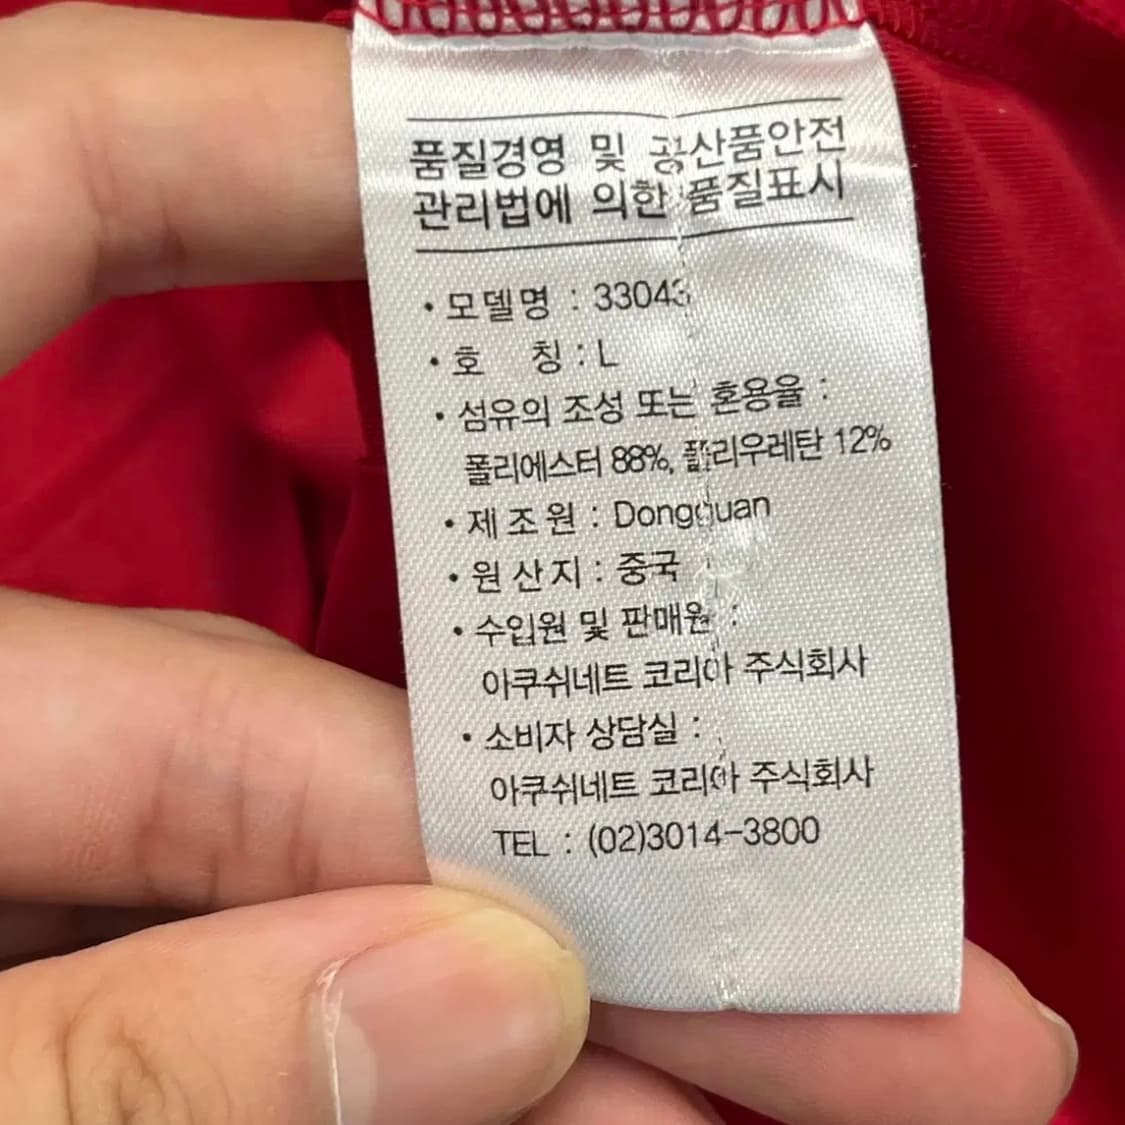 품질경영 및 공산품안전
관리법에 의한 품질표시
• 모델명 : 33043
• 호 칭 : L
• 섬유의 조성 또는 혼용율 :
폴리에스터 88%, 폴리우레탄 12%
• 제조원 : Dongguan
• 원산지 : 중국
• 수입원 및 판매원 :
아쿠쉬네트 코리아 주식회사
• 소비자 상담실 :
아쿠쉬네트 코리아 주식회사
TEL : (02)3014-3800